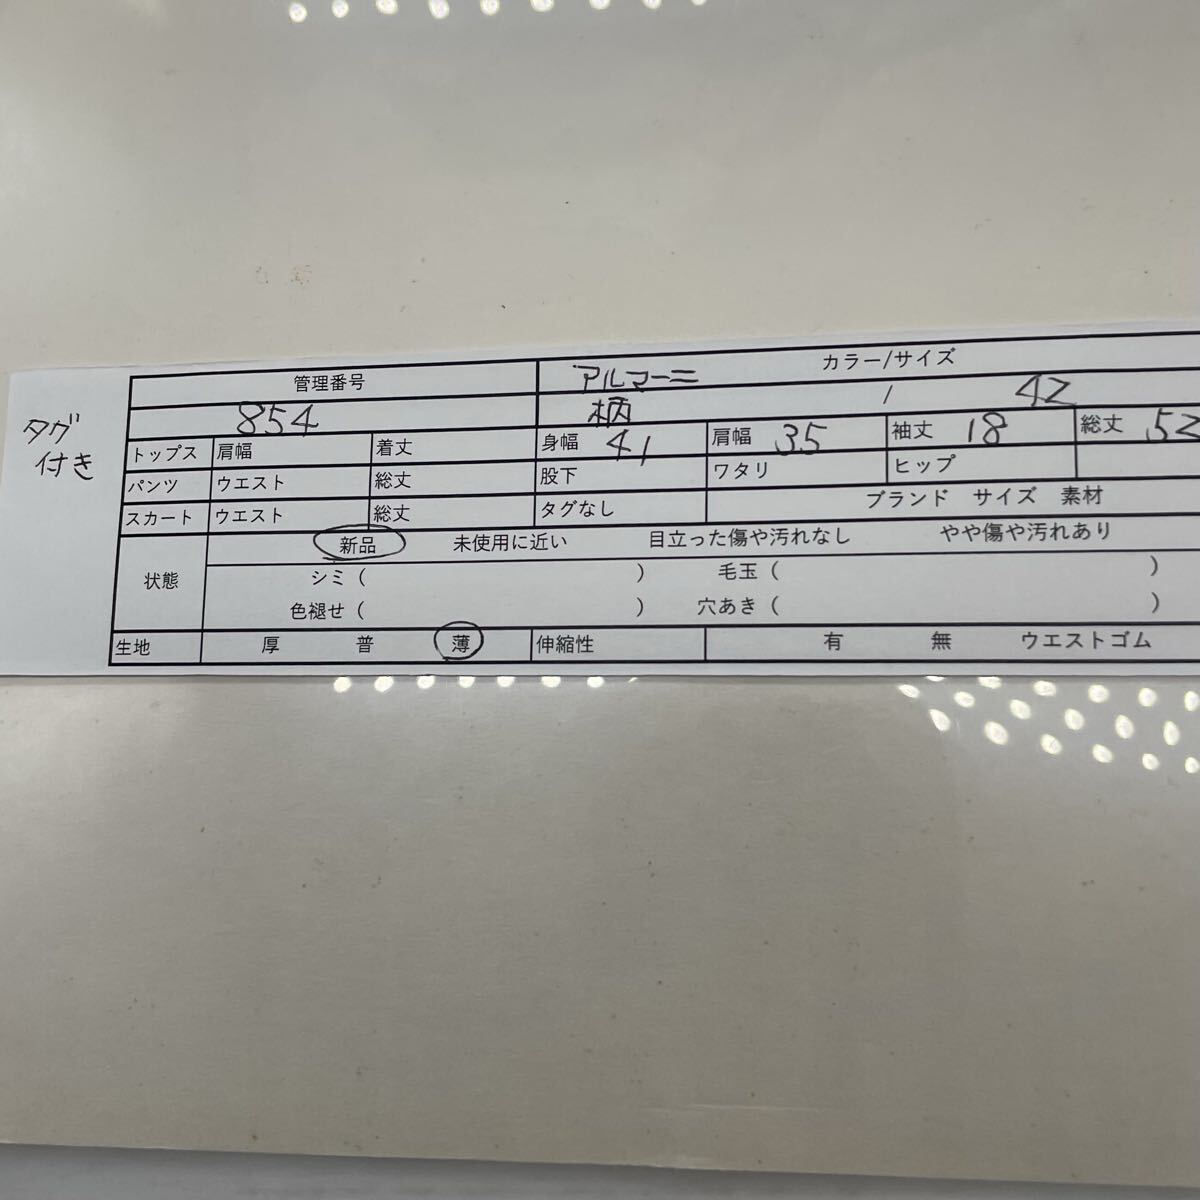 タグ
付き
管理番号 アルマーニ カラー/サイズ
854 柄 / 42
トップス 肩幅 着丈 身幅 41 肩幅 35 袖丈 18 総丈 52
パンツ ウエスト 総丈 股下 ワタリ ヒップ
スカート ウエスト 総丈 タグなし ブランド サイズ 素材
状態 新品 未使用に近い 目立った傷や汚れなし やや傷や汚れあり
シミ ( ) 毛玉 ( )
色褪せ ( ) 穴あき ( )
生地 厚 普 薄 伸縮性 有 無 ウエストゴム